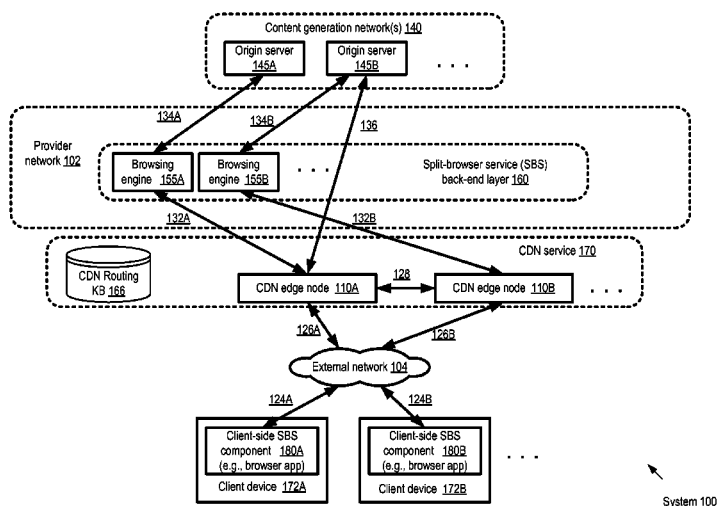 Content generation network(s) 140
Origin server 145A
Origin server 145B
. . .
134A
134B
136
Provider network 102
Browsing engine 155A
Browsing engine 155B
. . .
Split-browser service (SBS) back-end layer 160
132A
132B
CDN service 170
CDN Routing KB 166
CDN edge node 110A
128
CDN edge node 110B
. . .
126A
126B
External network 104
124A
124B
Client-side SBS component 180A (e.g., browser app)
Client device 172A
Client-side SBS component 180B (e.g., browser app)
Client device 172B
. . .
System 100